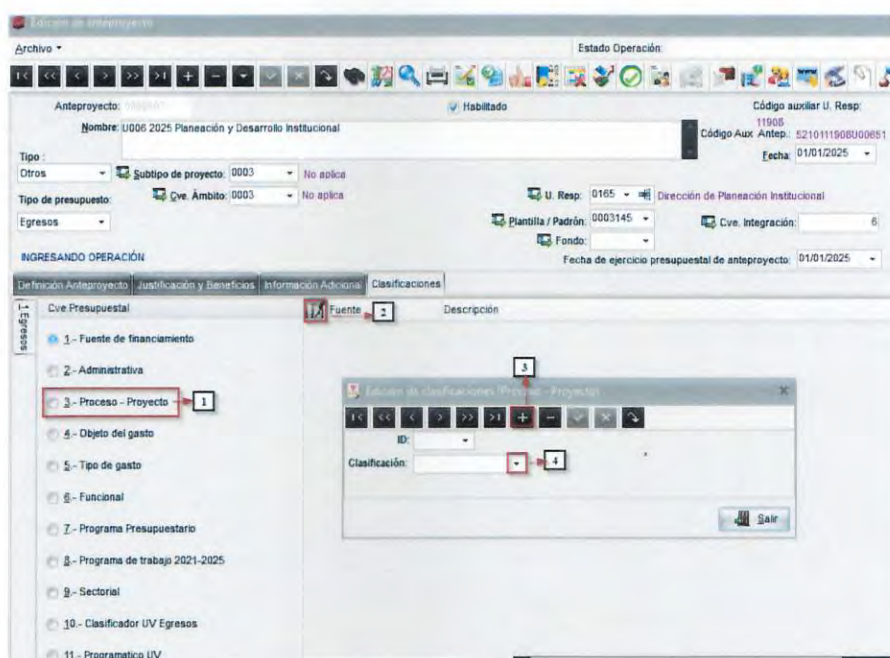 Edición de anteproyecto
Archivo
Estado Operación
Anteproyecto:
Habilitado
Código auxiliar U. Resp:
11908
Nombre: U006 2025 Planeación y Desarrollo Institucional
Código Aux Antep.: 5210111908U00651
Fecha: 01/01/2025
Tipo :
Otros
Subtipo de proyecto: 0003 No aplica
Tipo de presupuesto:
Cve. Ámbito: 0003 No aplica
U. Resp: 0165 Dirección de Planeación Institucional
Egresos
Plantilla / Padrón: 0003145
Cve. Integración: 6
Fondo:
INGRESANDO OPERACIÓN
Fecha de ejercicio presupuestal de anteproyecto: 01/01/2025
Definición Anteproyecto Justificación y Beneficios Información Adicional Clasificaciones
1 Egresos
Cve Presupuestal
Fuente 2 Descripción
1.- Fuente de financiamiento
2.- Administrativa
3.- Proceso - Proyecto 1
4.- Objeto del gasto
5.- Tipo de gasto
6.- Funcional
7.- Programa Presupuestario
8.- Programa de trabajo 2021-2025
9.- Sectorial
10.- Clasificador UV Egresos
11.- Programatico UV
3
Edición de clasificaciones (Proceso - Proyecto)
ID:
Clasificación: 4
Salir